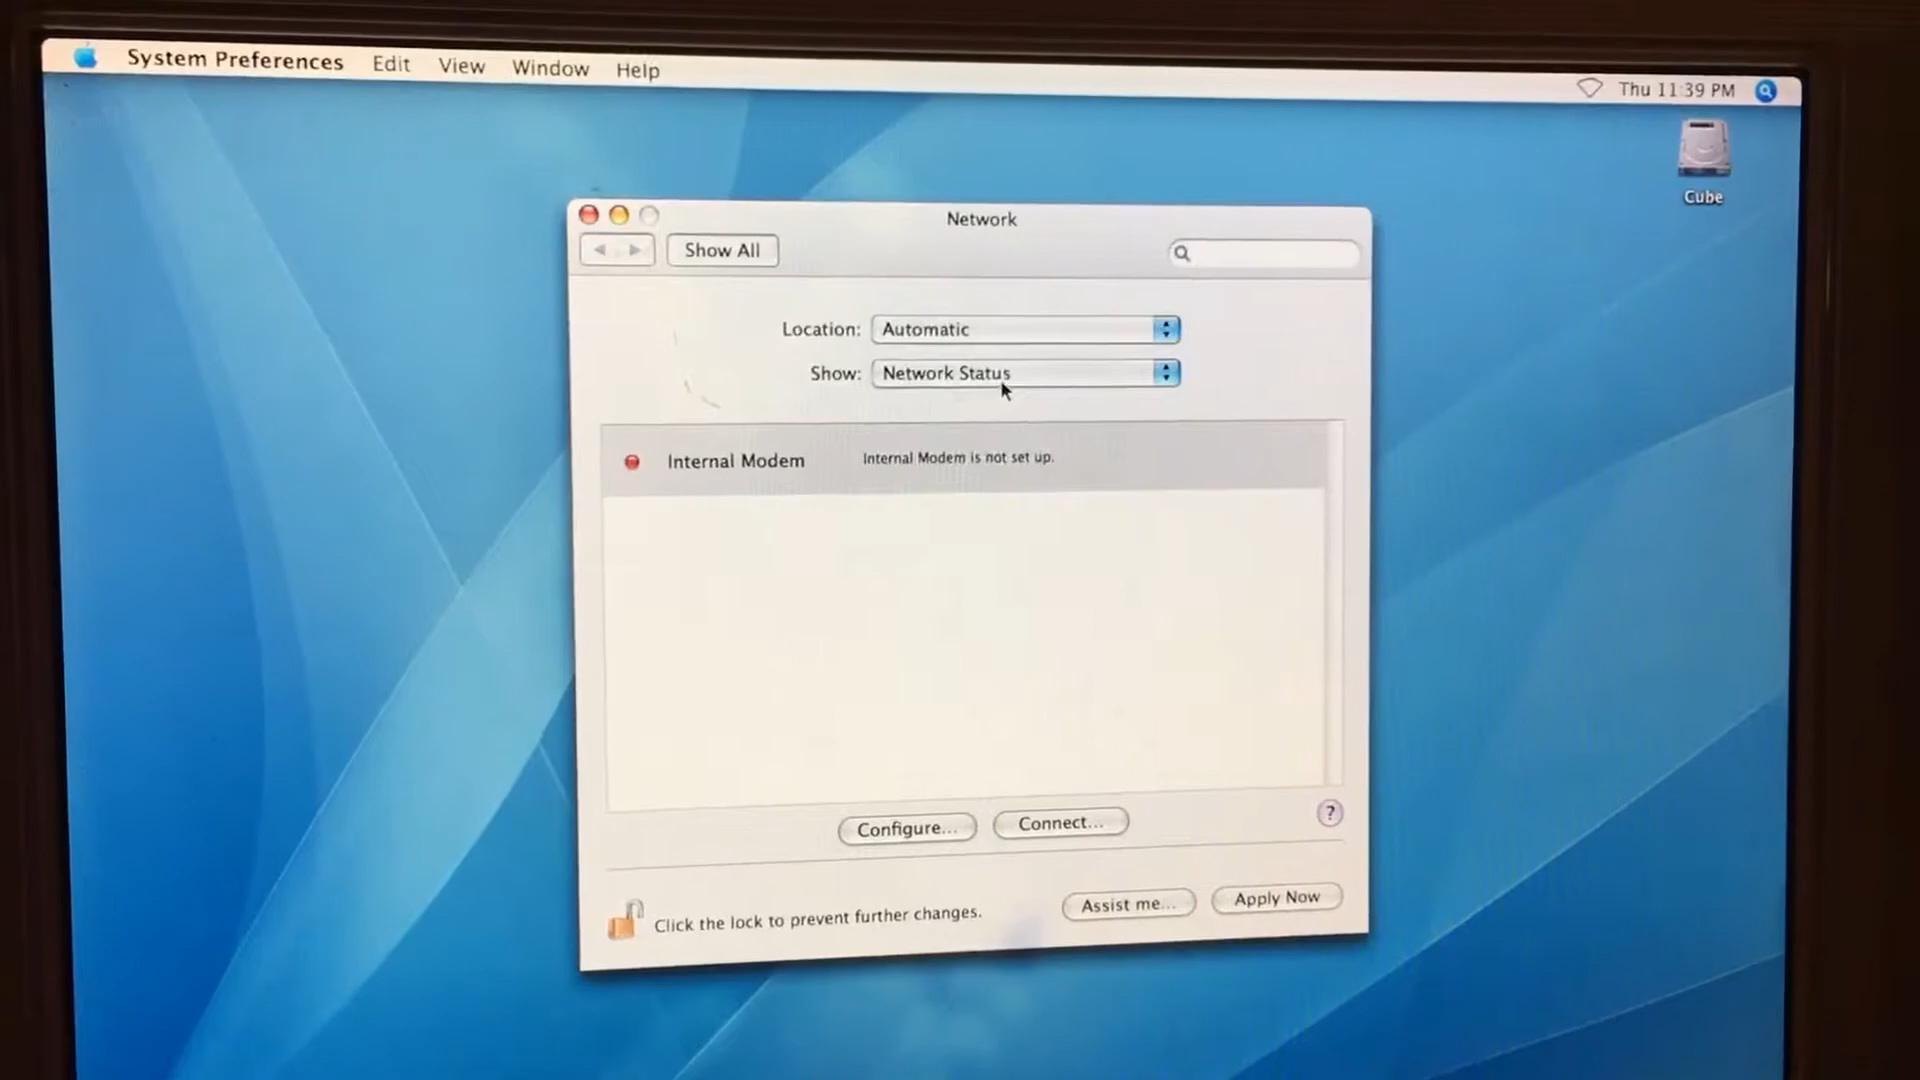 System Preferences Edit View Window Help
Thu 11:39 PM
Cube
Network
Show All
Location: Automatic
Show: Network Status
Internal Modem Internal Modem is not set up.
Configure... Connect... ?
Click the lock to prevent further changes. Assist me... Apply Now